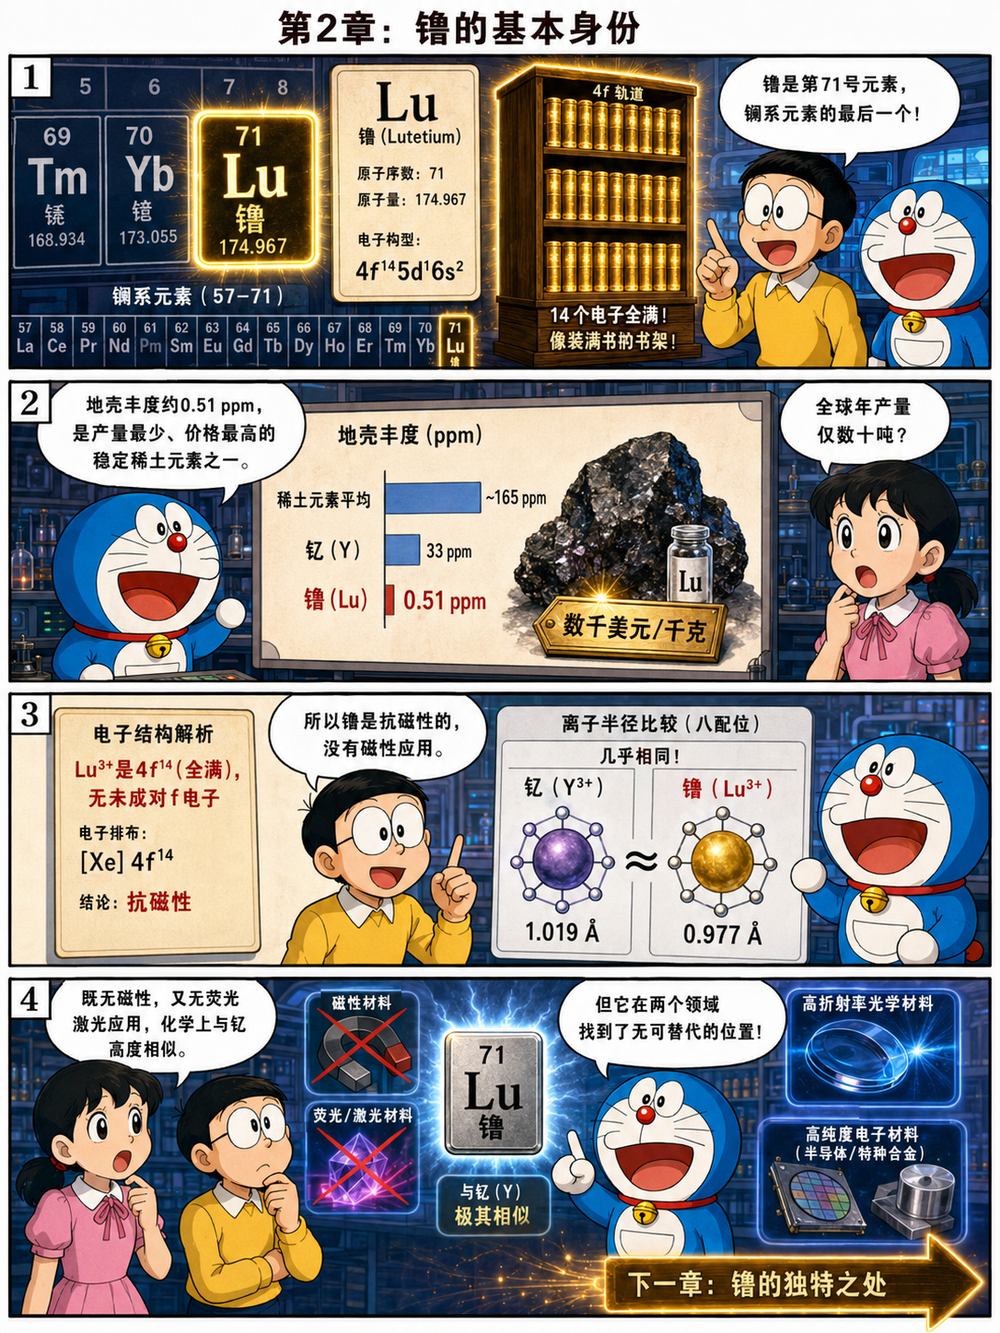 第2章：镥的基本身份
1
5 6 7 8
69
Tm
铥
168.934
70
Yb
镱
173.055
71
Lu
镥
174.967
镧系元素（57-71）
57 58 59 60 61 62 63 64 65 66 67 68 69 70 71
La Ce Pr Nd Pm Sm Eu Gd Tb Dy Ho Er Tm Yb Lu
镥
Lu
镥 (Lutetium)
原子序数：71
原子量：174.967
电子构型：
4f¹⁴5d¹6s²
4f 轨道
14个电子全满！
像装满书的书架！
镥是第71号元素，
镧系元素的最后一个！
2
地壳丰度约0.51 ppm，
是产量最少、价格最高的
稳定稀土元素之一。
地壳丰度 (ppm)
稀土元素平均 ~165 ppm
钇（Y） 33 ppm
镥 (Lu) 0.51 ppm
Lu
数千美元/千克
全球年产量
仅数十吨？
3
电子结构解析
Lu³⁺是4f¹⁴(全满)，
无未成对f电子
电子排布：
[Xe] 4f¹⁴
结论：抗磁性
所以镥是抗磁性的，
没有磁性应用。
离子半径比较（八配位）
几乎相同！
钇（Y³⁺）
1.019 Å
≈
镥（Lu³⁺）
0.977 Å
4
既无磁性，又无荧光
激光应用，化学上与钇
高度相似。
磁性材料
荧光/激光材料
71
Lu
镥
与钇（Y）
极其相似
但它在两个领域
找到了无可替代的位置！
高折射率光学材料
高纯度电子材料
（半导体/特种合金）
下一章：镥的独特之处